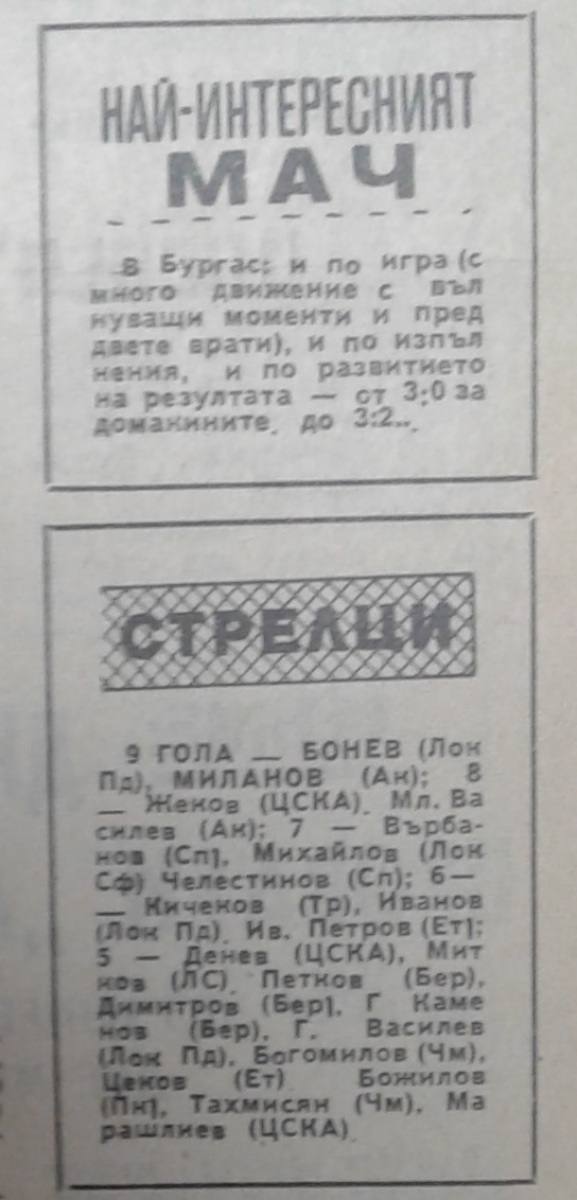 НАЙ-ИНТЕРЕСНИЯТ
МАЧ
В Бургас: и по игра (с
много движение с въл
нуващи моменти и пред
двете врати), и по изпъл
нения, и по развитието
на резултата — от 3:0 за
домакините, до 3:2...
СТРЕЛЦИ
9 ГОЛА — БОНЕВ (Лок
Пд), МИЛАНОВ (Ак); 8
— Жеков (ЦСКА), Мл. Ва
силев (Ак); 7 — Върба-
нов (Сп), Михайлов (Лок
Сф) Челестинов (Сп); 6 —
— Кичеков (Тр), Иванов
(Лок Пд), Ив. Петров (Ет);
5 — Денев (ЦСКА), Мит
ков (ЛС), Петков (Бер),
Димитров (Бер), Г Каме
нов (Бер), Г. Василев
(Лок Пд), Богомилов (Чм),
Цеков (Ет) Божилов
(Пк), Тахмисян (Чм), Ма
рашлиев (ЦСКА).